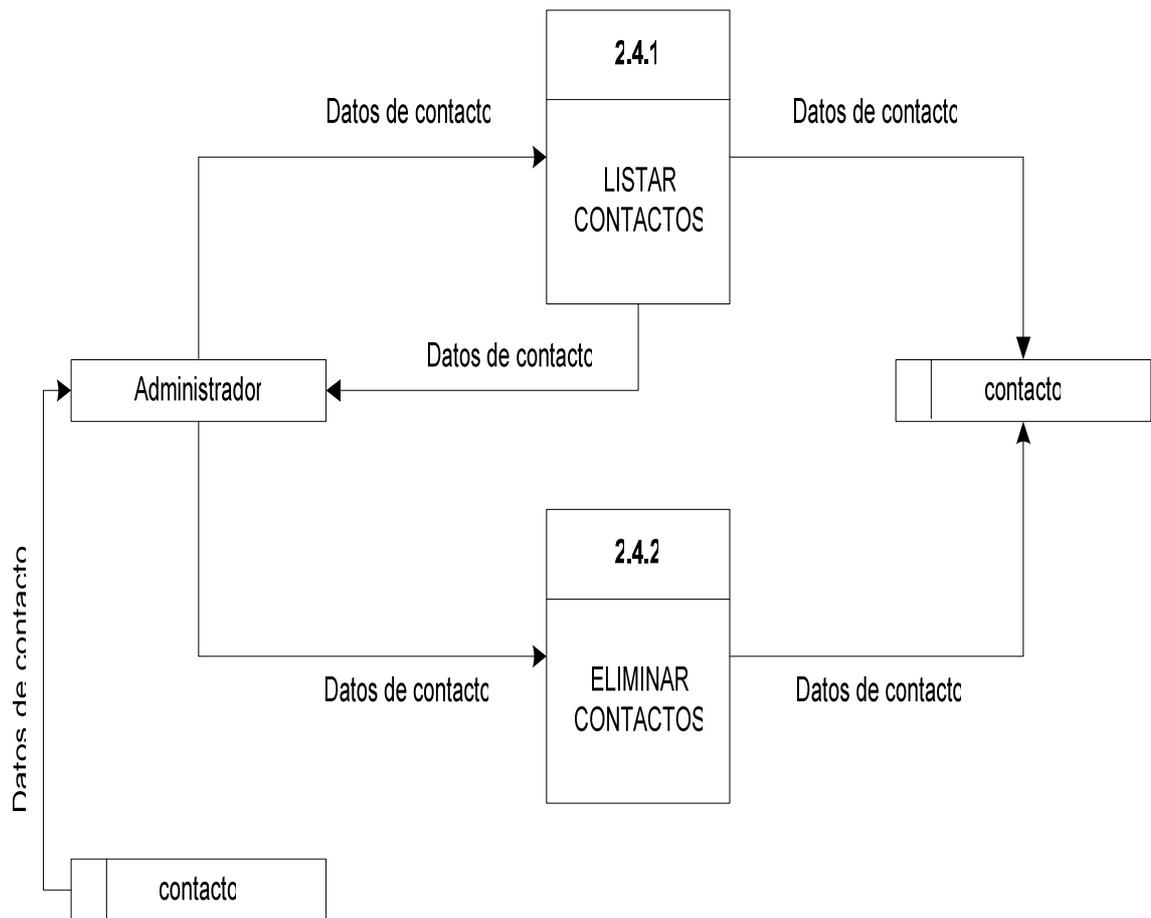 2.4.1
Datos de contacto
Datos de contacto
LISTAR
CONTACTOS
Datos de contacto
Administrador
contacto
2.4.2
Datos de contacto
ELIMINAR
CONTACTOS
Datos de contacto
Datos de contacto
contacto